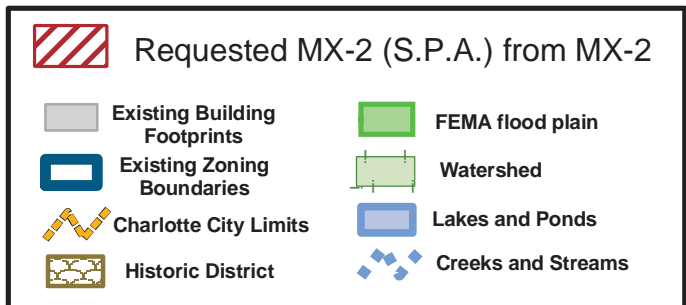 Requested MX-2 (S.P.A.) from MX-2
Existing Building
Footprints
Existing Zoning
Boundaries
Charlotte City Limits
Historic District
FEMA flood plain
Watershed
Lakes and Ponds
Creeks and Streams